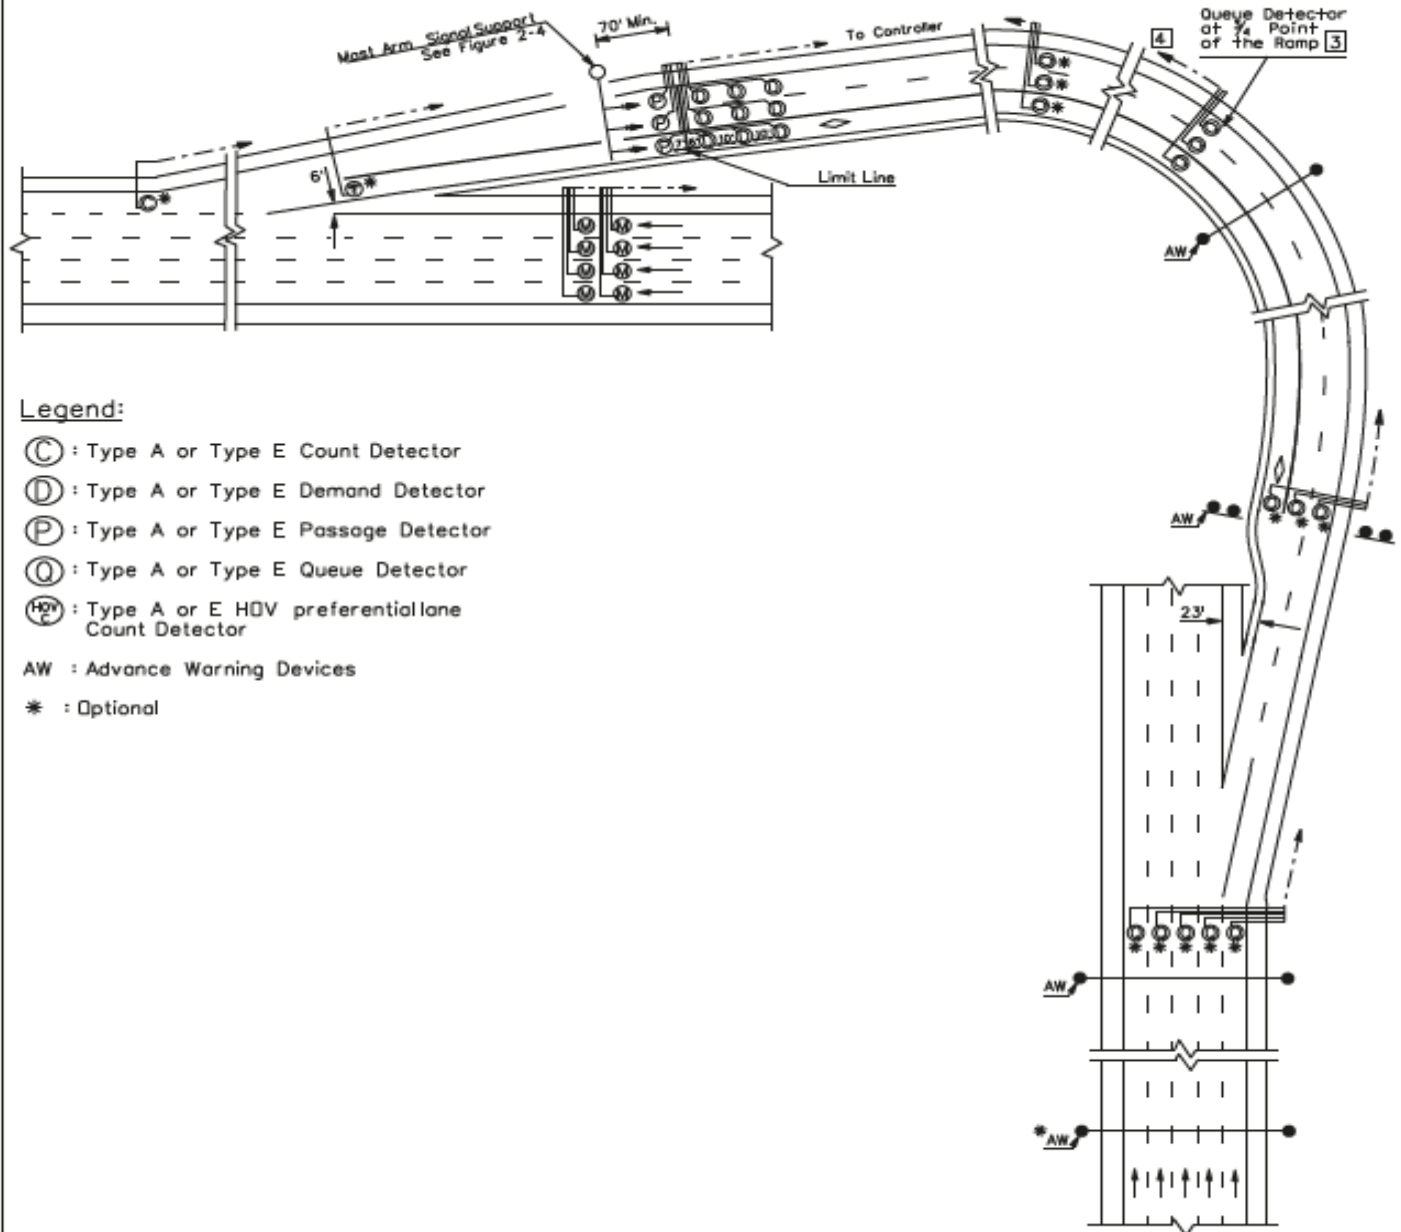 Mast Arm Signal Support
See Figure 2-4
70' Min.
To Controller
Queue Detector
at ¾ Point
of the Ramp 3
4
6'
C *
T *
P
P
P
Limit Line
M M
M M
M M
M M
AW
AW
23'
AW
* AW
Legend:
C : Type A or Type E Count Detector
D : Type A or Type E Demand Detector
P : Type A or Type E Passage Detector
Q : Type A or Type E Queue Detector
HOV C : Type A or E HOV preferential lane
Count Detector
AW : Advance Warning Devices
* : Optional